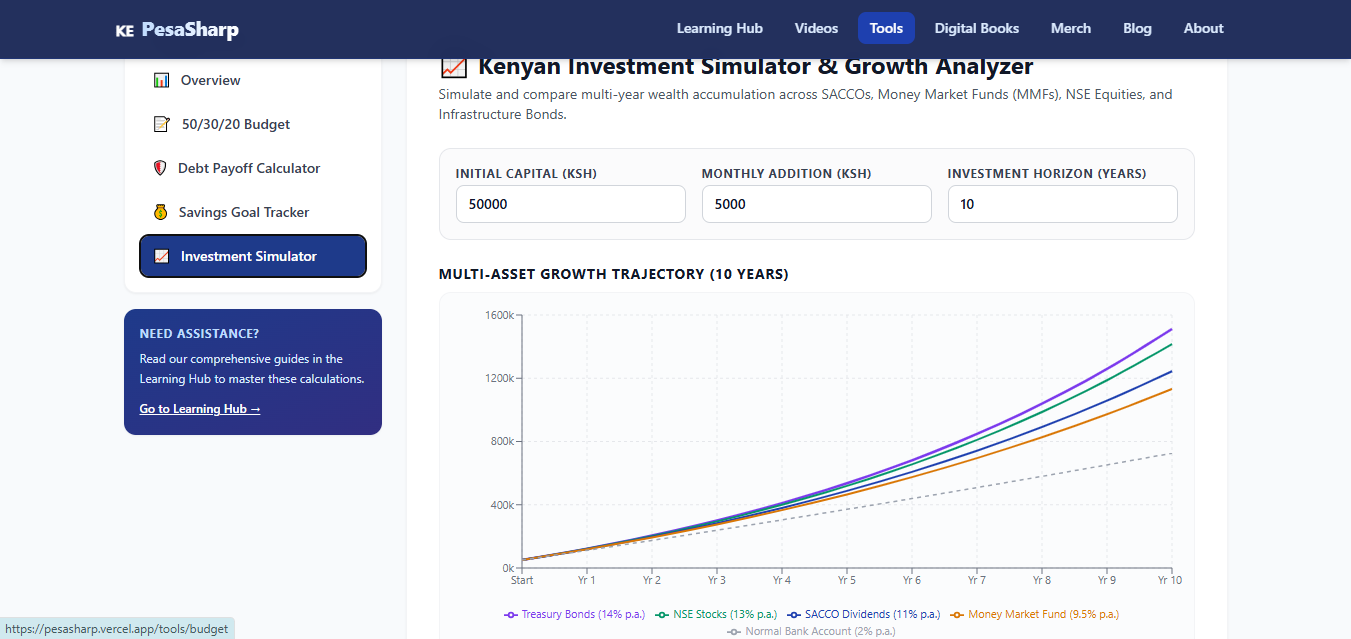 KE PesaSharp
Learning Hub
Videos
Tools
Digital Books
Merch
Blog
About
Overview
50/30/20 Budget
Debt Payoff Calculator
Savings Goal Tracker
Investment Simulator
NEED ASSISTANCE?
Read our comprehensive guides in the
Learning Hub to master these calculations.
Go to Learning Hub →
Kenyan Investment Simulator & Growth Analyzer
Simulate and compare multi-year wealth accumulation across SACCOs, Money Market Funds (MMFs), NSE Equities, and
Infrastructure Bonds.
INITIAL CAPITAL (KSH)
50000
MONTHLY ADDITION (KSH)
5000
INVESTMENT HORIZON (YEARS)
10
MULTI-ASSET GROWTH TRAJECTORY (10 YEARS)
1600k
1200k
800k
400k
0k
Start
Yr 1
Yr 2
Yr 3
Yr 4
Yr 5
Yr 6
Yr 7
Yr 8
Yr 9
Yr 10
Treasury Bonds (14% p.a.)
NSE Stocks (13% p.a.)
SACCO Dividends (11% p.a.)
Money Market Fund (9.5% p.a.)
Normal Bank Account (2% p.a.)
https://pesasharp.vercel.app/tools/budget